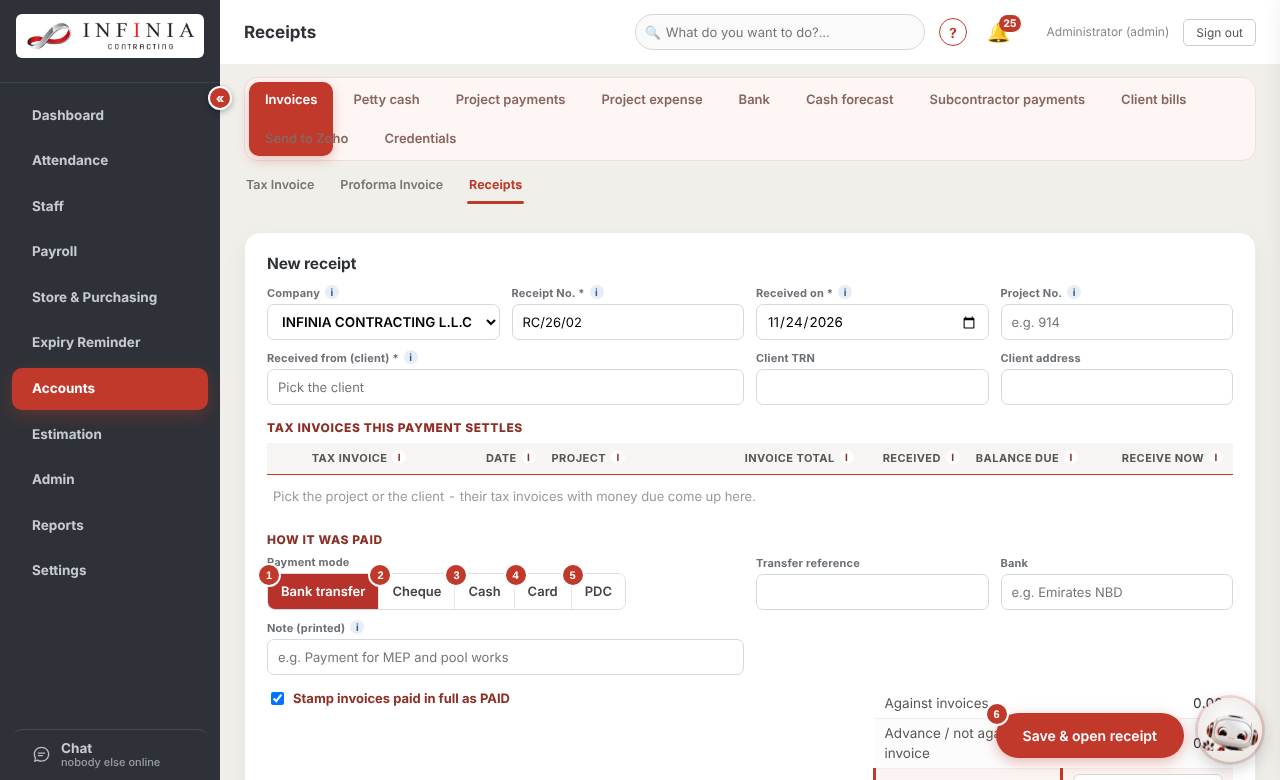 INFINIA
CONTRACTING
Receipts
What do you want to do?...
?
25
Administrator (admin)
Sign out
«
Dashboard
Attendance
Staff
Payroll
Store & Purchasing
Expiry Reminder
Accounts
Estimation
Admin
Reports
Settings
Chat
nobody else online
Invoices Petty cash Project payments Project expense Bank Cash forecast Subcontractor payments Client bills
Send to Zoho Credentials
Tax Invoice Proforma Invoice Receipts
New receipt
Company i Receipt No. * i Received on * i Project No. i
INFINIA CONTRACTING L.L.C RC/26/02 11/24/2026 e.g. 914
Received from (client) * i Client TRN Client address
Pick the client
TAX INVOICES THIS PAYMENT SETTLES
TAX INVOICE I DATE I PROJECT I INVOICE TOTAL I RECEIVED I BALANCE DUE I RECEIVE NOW I
Pick the project or the client - their tax invoices with money due come up here.
HOW IT WAS PAID
Payment mode Transfer reference Bank
1 2 3 4 5
Bank transfer Cheque Cash Card PDC e.g. Emirates NBD
Note (printed) i
e.g. Payment for MEP and pool works
Stamp invoices paid in full as PAID
Against invoices
6
Advance / not
invoice
Save & open receipt